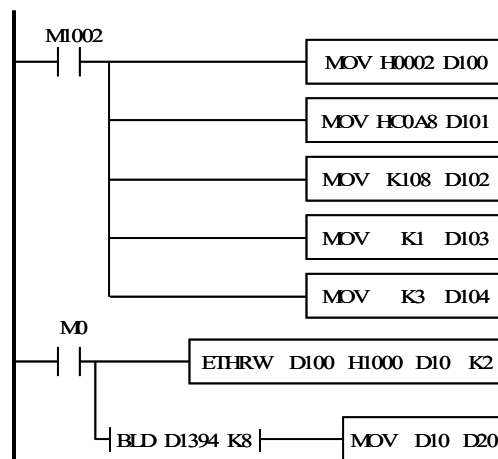 M1002
MOV H0002 D100
MOV HC0A8 D101
MOV K108 D102
MOV K1 D103
MOV K3 D104
M0
ETHRW D100 H1000 D10 K2
BLD D1394 K8
MOV D10 D20